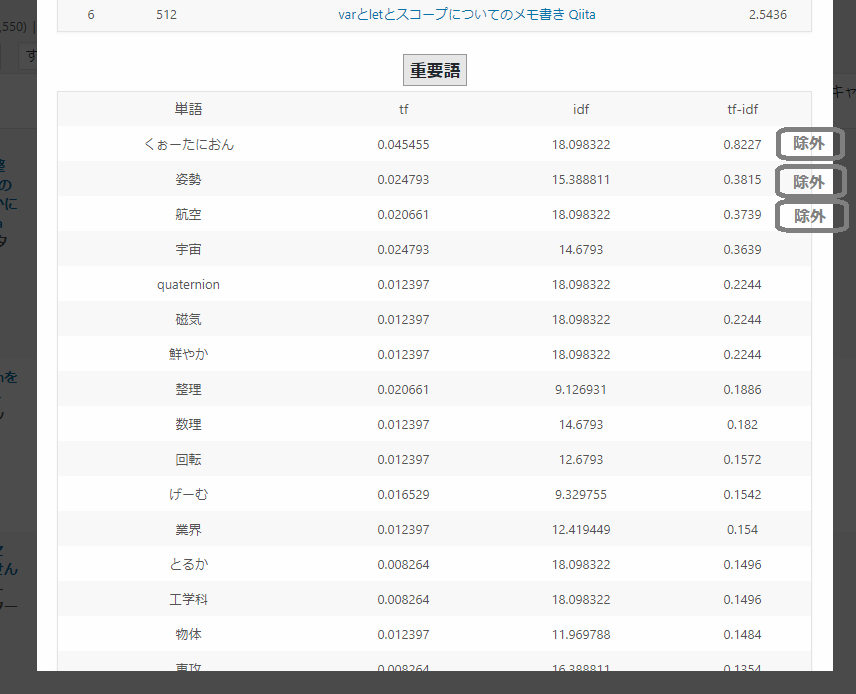 ,550) |
す
6 512 varとletとスコープについてのメモ書き Qiita 2.5436
重要語
キャ
単語 tf idf tf-idf
くぉーたにおん 0.045455 18.098322 0.8227 除外
姿勢 0.024793 15.388811 0.3815 除外
航空 0.020661 18.098322 0.3739 除外
宇宙 0.024793 14.6793 0.3639
quaternion 0.012397 18.098322 0.2244
磁気 0.012397 18.098322 0.2244
鮮やか 0.012397 18.098322 0.2244
整理 0.020661 9.126931 0.1886
数理 0.012397 14.6793 0.182
回転 0.012397 12.6793 0.1572
げーむ 0.016529 9.329755 0.1542
業界 0.012397 12.419449 0.154
とるか 0.008264 18.098322 0.1496
工学科 0.008264 18.098322 0.1496
物体 0.012397 11.969788 0.1484
専攻 0.008264 16.388811 0.1354